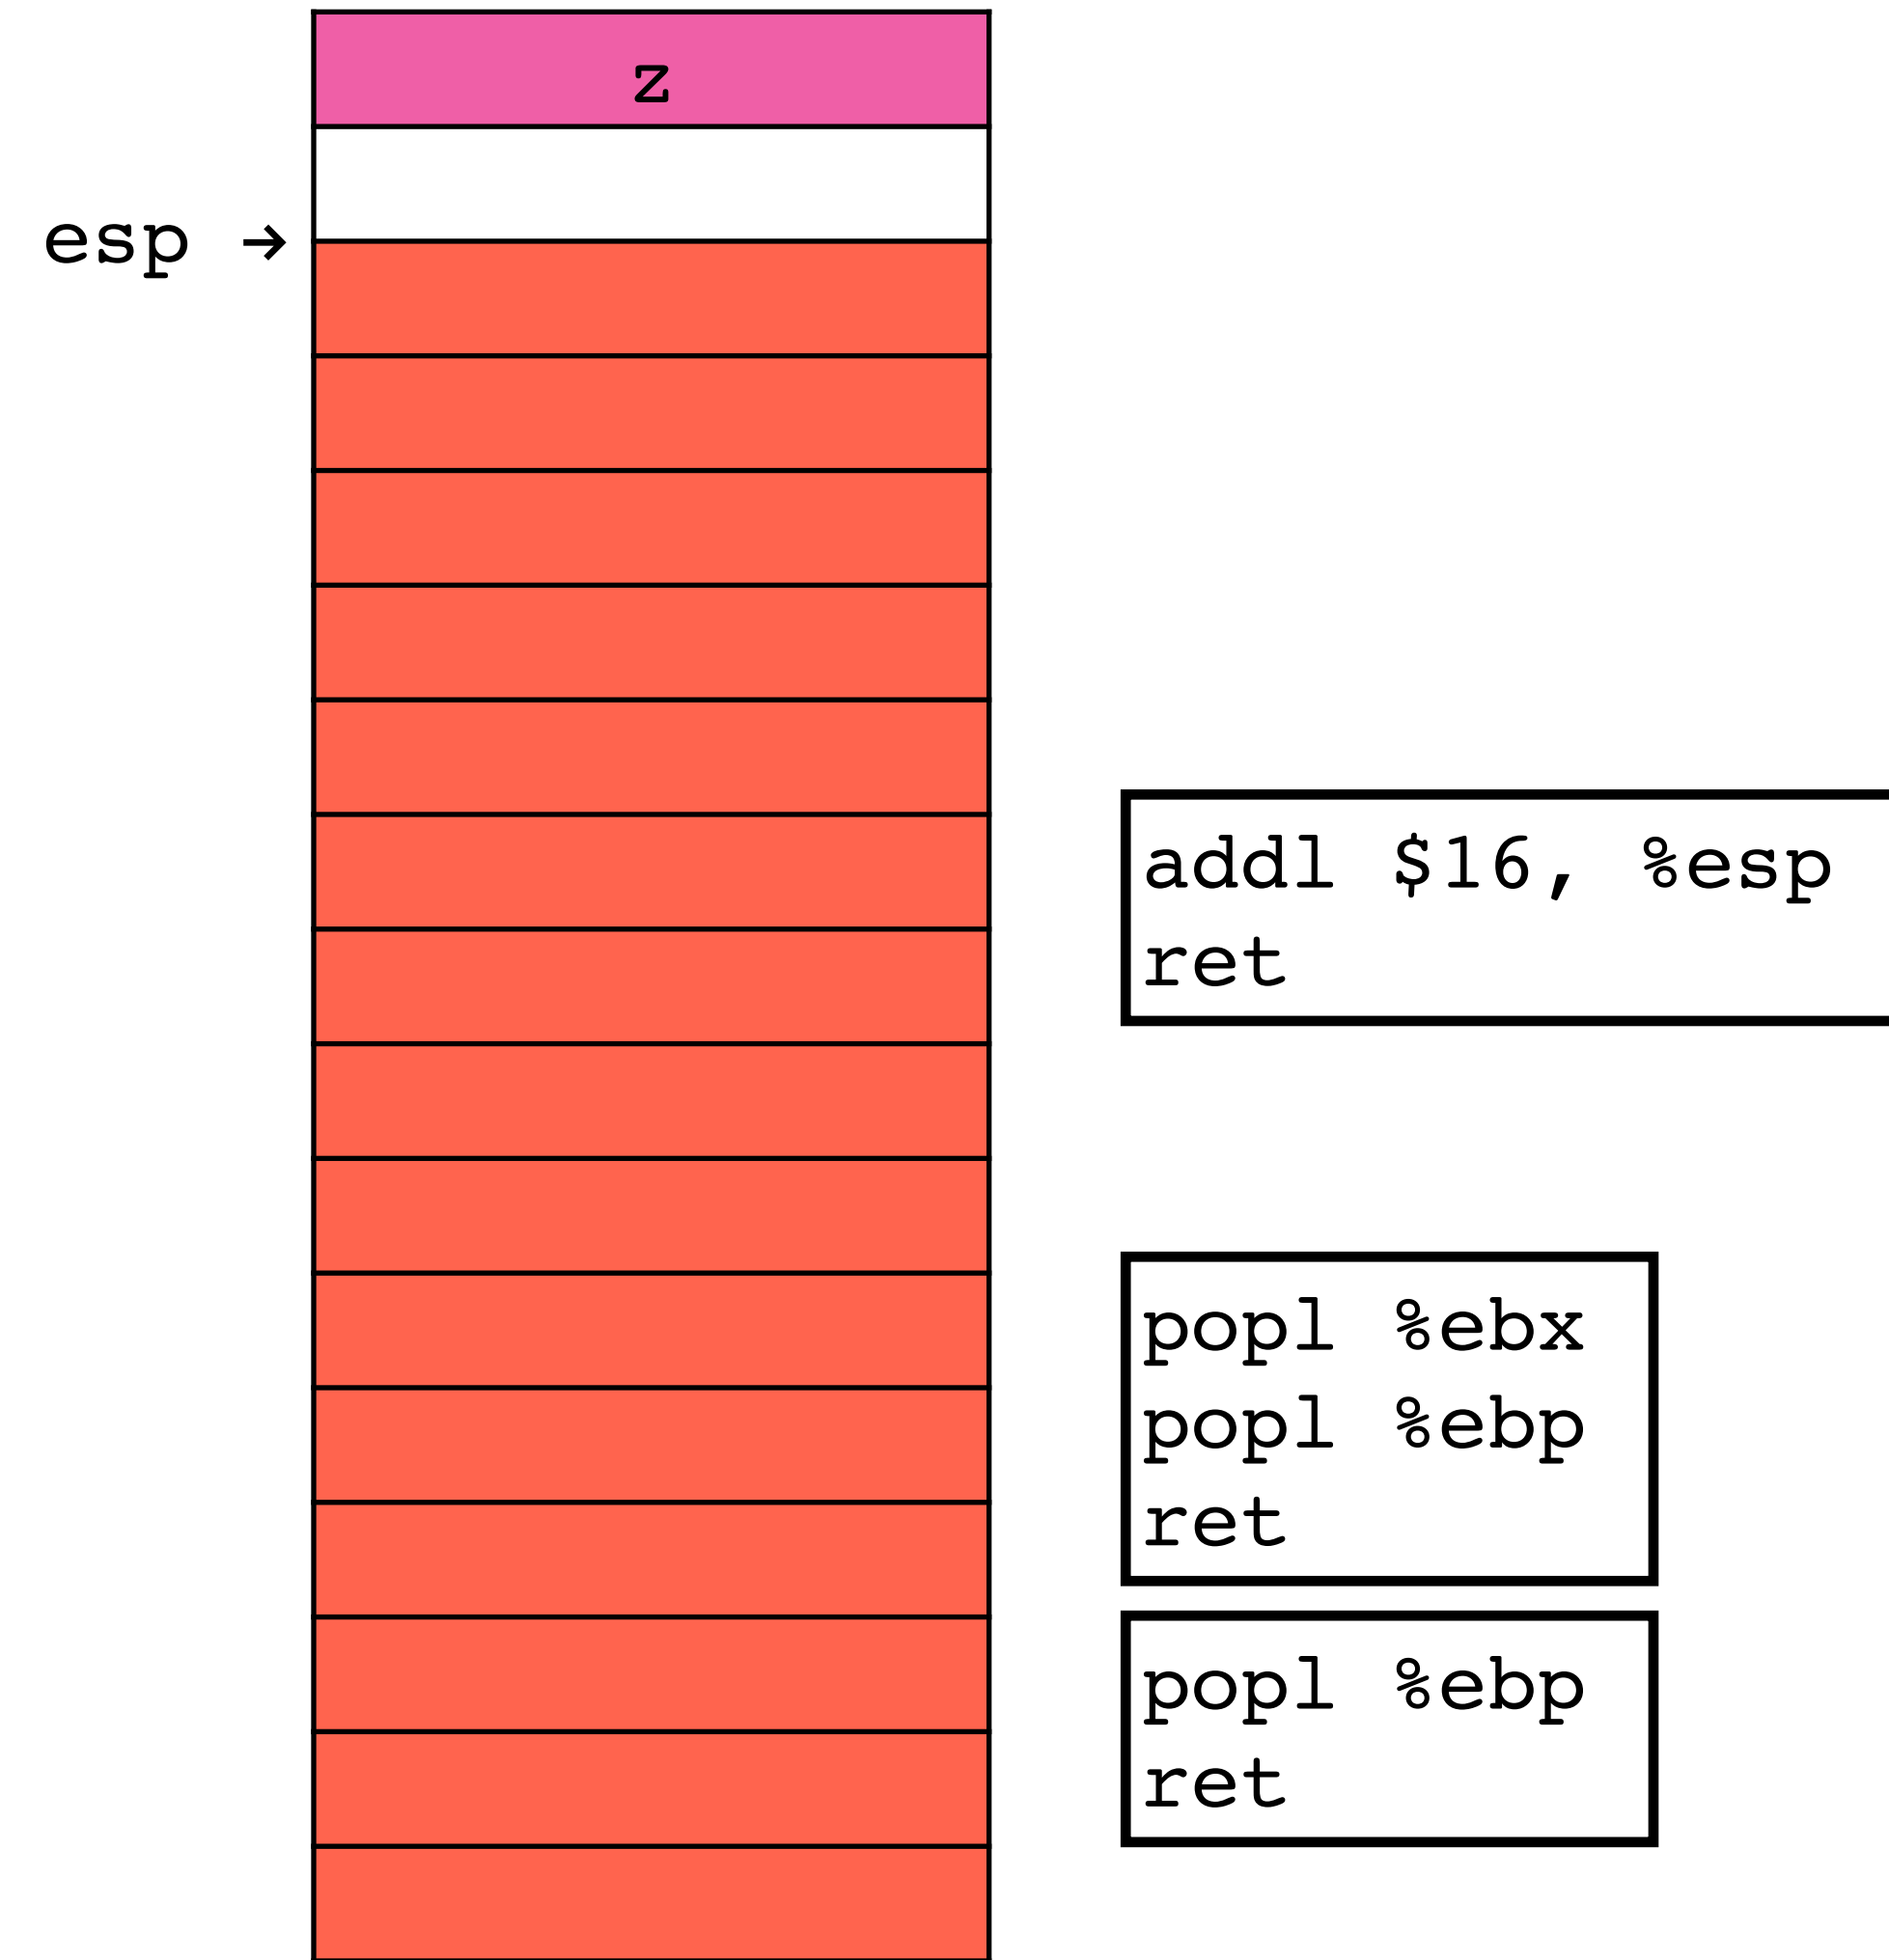 z
esp →
addl $16, %esp
ret
popl %ebx
popl %ebp
ret
popl %ebp
ret